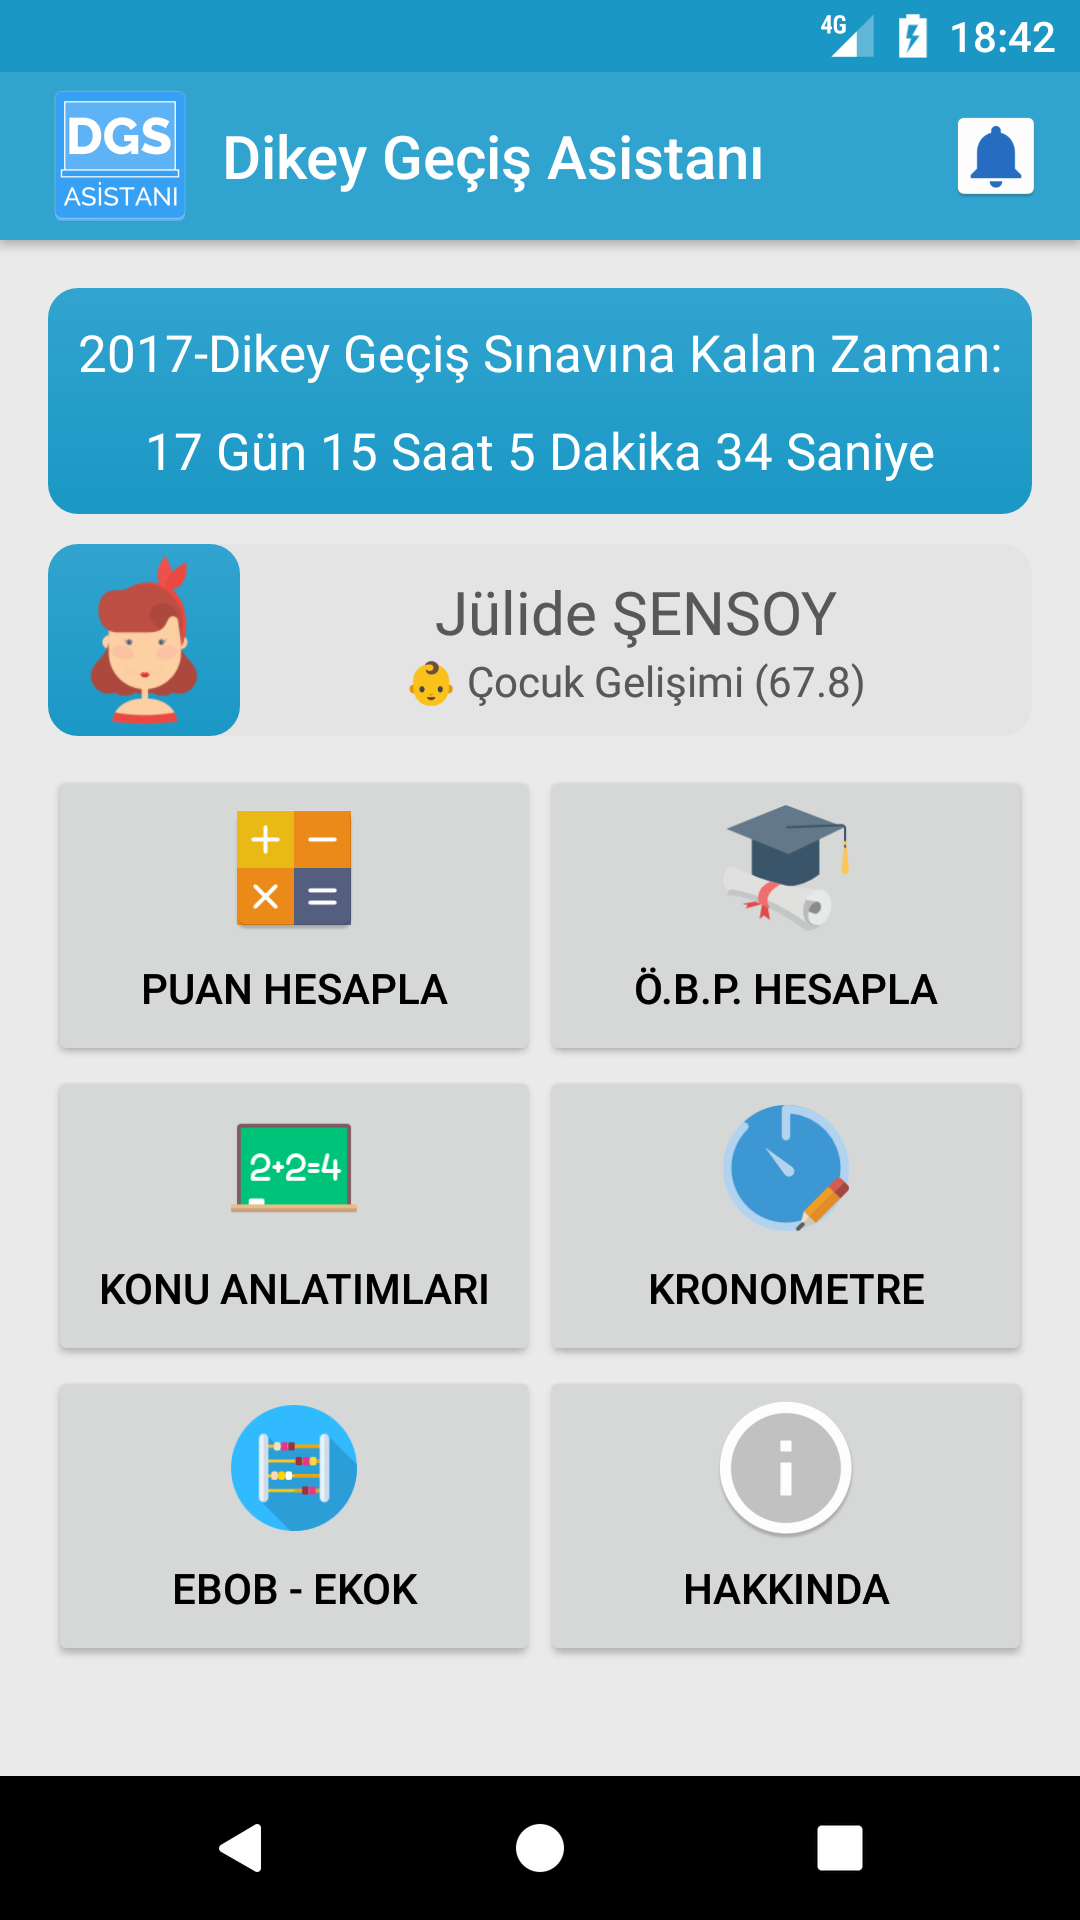 4G 18:42
DGS
ASİSTANI
Dikey Geçiş Asistanı
2017-Dikey Geçiş Sınavına Kalan Zaman:
17 Gün 15 Saat 5 Dakika 34 Saniye
Jülide ŞENSOY
👶 Çocuk Gelişimi (67.8)
PUAN HESAPLA
Ö.B.P. HESAPLA
2+2=4
KONU ANLATIMLARI
KRONOMETRE
EBOB - EKOK
HAKKINDA